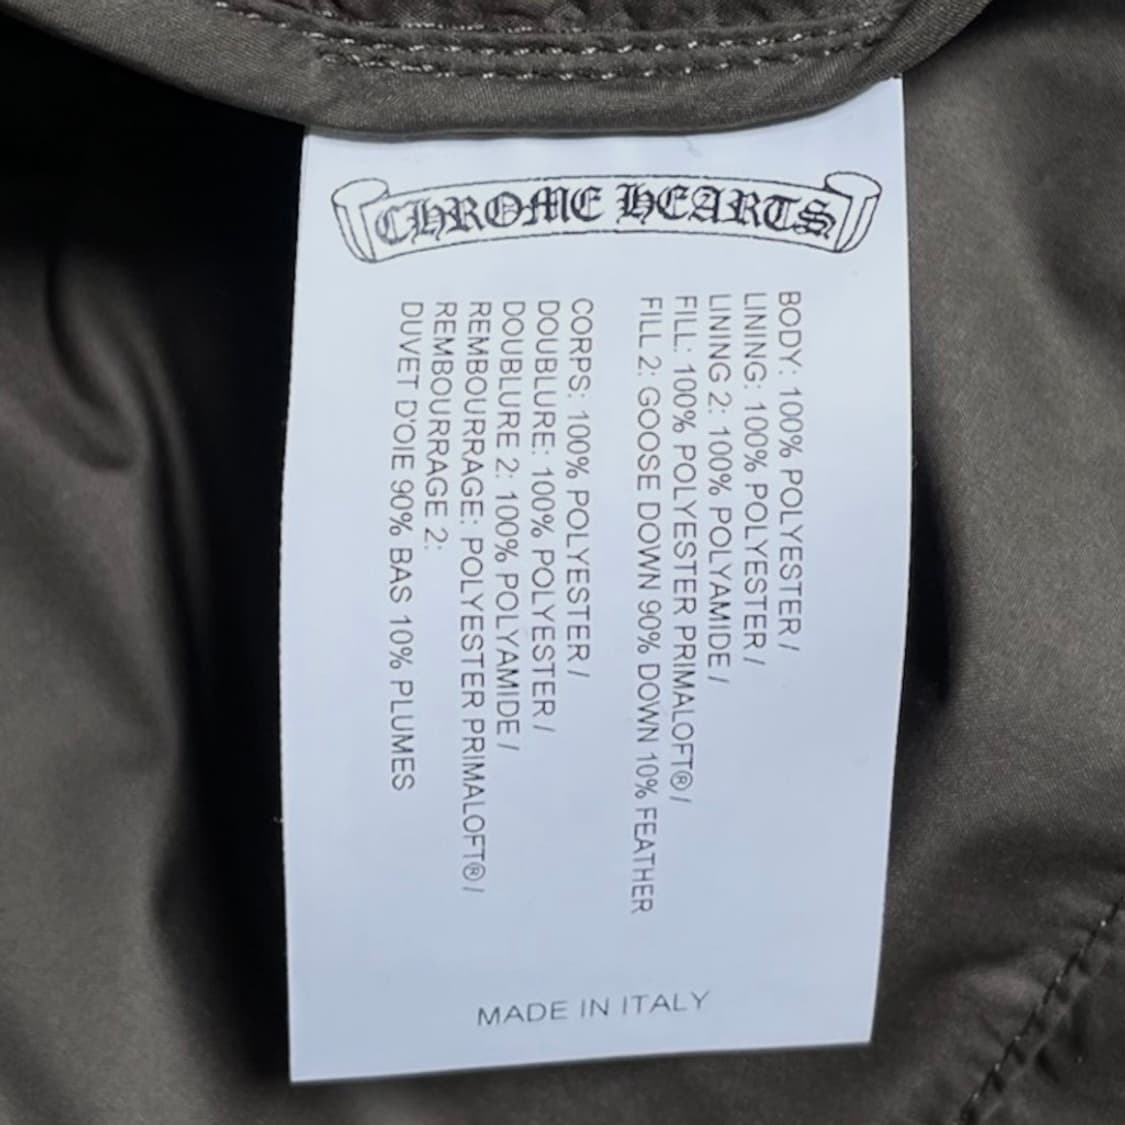 CHROME HEARTS
BODY: 100% POLYESTER /
LINING: 100% POLYESTER /
LINING 2: 100% POLYAMIDE /
FILL: 100% POLYESTER PRIMALOFT® /
FILL 2: GOOSE DOWN 90% DOWN 10% FEATHER
CORPS: 100% POLYESTER /
DOUBLURE: 100% POLYESTER /
DOUBLURE 2: 100% POLYAMIDE /
REMBOURRAGE: POLYESTER PRIMALOFT® /
REMBOURRAGE 2:
DUVET D'OIE 90% BAS 10% PLUMES
MADE IN ITALY